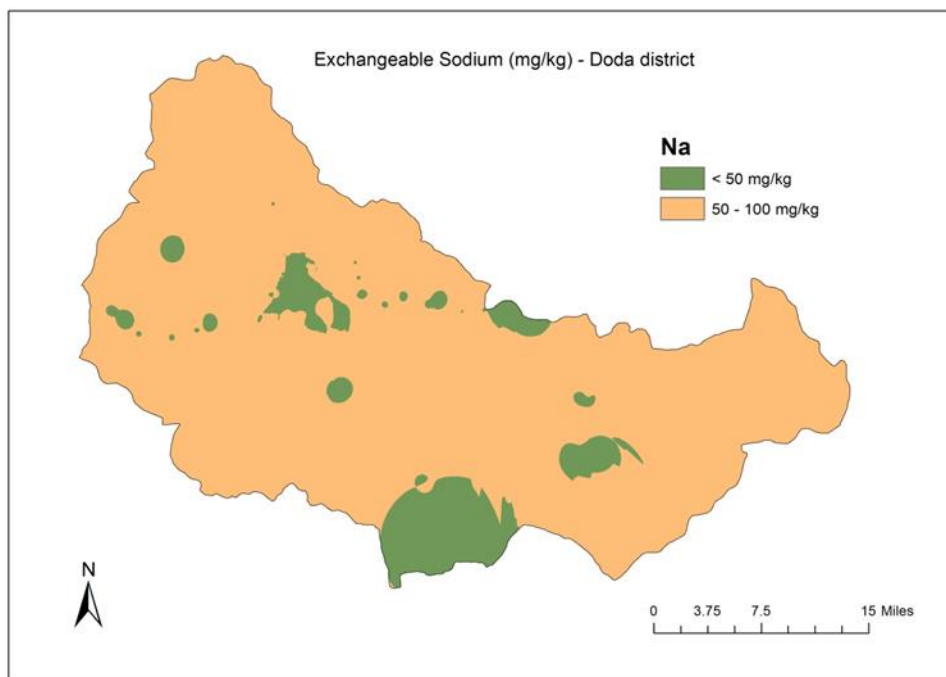 Exchangeable Sodium (mg/kg) - Doda district
Na
< 50 mg/kg
50 - 100 mg/kg
N
0 3.75 7.5 15 Miles